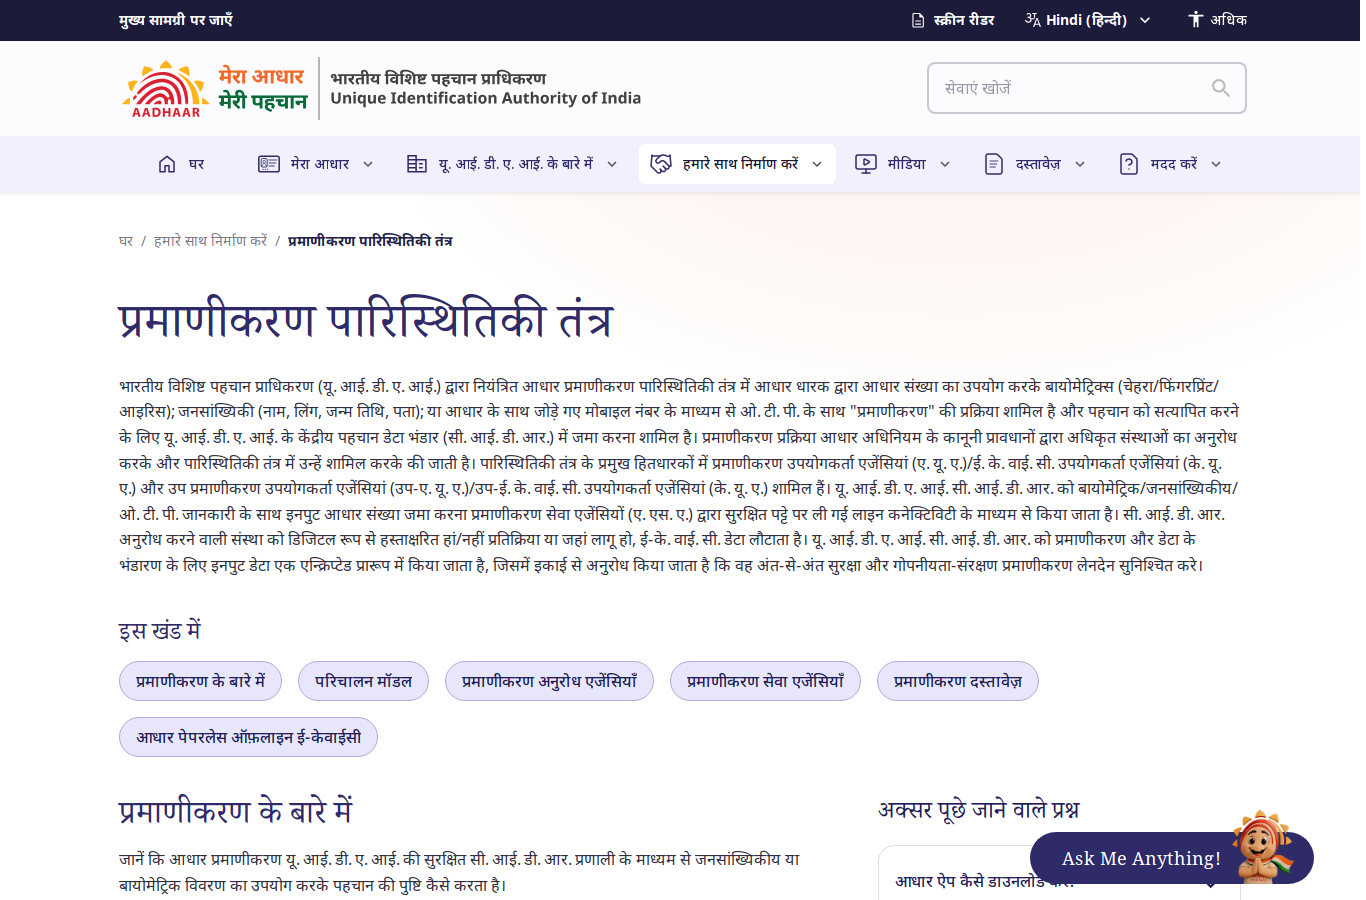 मुख्य सामग्री पर जाएँ
स्क्रीन रीडर
Hindi (हिन्दी)
अधिक
AADHAAR
मेरा आधार
मेरी पहचान
भारतीय विशिष्ट पहचान प्राधिकरण
Unique Identification Authority of India
सेवाएं खोजें
घर
मेरा आधार
यू. आई. डी. ए. आई. के बारे में
हमारे साथ निर्माण करें
मीडिया
दस्तावेज़
मदद करें
घर / हमारे साथ निर्माण करें / प्रमाणीकरण पारिस्थितिकी तंत्र
प्रमाणीकरण पारिस्थितिकी तंत्र
भारतीय विशिष्ट पहचान प्राधिकरण (यू. आई. डी. ए. आई.) द्वारा नियंत्रित आधार प्रमाणीकरण पारिस्थितिकी तंत्र में आधार धारक द्वारा आधार संख्या का उपयोग करके बायोमेट्रिक्स (चेहरा/फिंगरप्रिंट/
आइरिस); जनसांख्यिकी (नाम, लिंग, जन्म तिथि, पता); या आधार के साथ जोड़े गए मोबाइल नंबर के माध्यम से ओ. टी. पी. के साथ "प्रमाणीकरण" की प्रक्रिया शामिल है और पहचान को सत्यापित करने
के लिए यू. आई. डी. ए. आई. के केंद्रीय पहचान डेटा भंडार (सी. आई. डी. आर.) में जमा करना शामिल है। प्रमाणीकरण प्रक्रिया आधार अधिनियम के कानूनी प्रावधानों द्वारा अधिकृत संस्थाओं का अनुरोध
करके और पारिस्थितिकी तंत्र में उन्हें शामिल करके की जाती है। पारिस्थितिकी तंत्र के प्रमुख हितधारकों में प्रमाणीकरण उपयोगकर्ता एजेंसियां (ए. यू. ए.)/ई. के. वाई. सी. उपयोगकर्ता एजेंसियां (के. यू.
ए.) और उप प्रमाणीकरण उपयोगकर्ता एजेंसियां (उप-ए. यू. ए.)/उप-ई. के. वाई. सी. उपयोगकर्ता एजेंसियां (के. यू. ए.) शामिल हैं। यू. आई. डी. ए. आई. सी. आई. डी. आर. को बायोमेट्रिक/जनसांख्यिकीय/
ओ. टी. पी. जानकारी के साथ इनपुट आधार संख्या जमा करना प्रमाणीकरण सेवा एजेंसियों (ए. एस. ए.) द्वारा सुरक्षित पट्टे पर ली गई लाइन कनेक्टिविटी के माध्यम से किया जाता है। सी. आई. डी. आर.
अनुरोध करने वाली संस्था को डिजिटल रूप से हस्ताक्षरित हां/नहीं प्रतिक्रिया या जहां लागू हो, ई-के. वाई. सी. डेटा लौटाता है। यू. आई. डी. ए. आई. सी. आई. डी. आर. को प्रमाणीकरण और डेटा के
भंडारण के लिए इनपुट डेटा एक एन्क्रिप्टेड प्रारूप में किया जाता है, जिसमें इकाई से अनुरोध किया जाता है कि वह अंत-से-अंत सुरक्षा और गोपनीयता-संरक्षण प्रमाणीकरण लेनदेन सुनिश्चित करे।
इस खंड में
प्रमाणीकरण के बारे में
परिचालन मॉडल
प्रमाणीकरण अनुरोध एजेंसियाँ
प्रमाणीकरण सेवा एजेंसियाँ
प्रमाणीकरण दस्तावेज़
आधार पेपरलेस ऑफ़लाइन ई-केवाईसी
प्रमाणीकरण के बारे में
जानें कि आधार प्रमाणीकरण यू. आई. डी. ए. आई. की सुरक्षित सी. आई. डी. आर. प्रणाली के माध्यम से जनसांख्यिकीय या
बायोमेट्रिक विवरण का उपयोग करके पहचान की पुष्टि कैसे करता है।
अक्सर पूछे जाने वाले प्रश्न
Ask Me Anything!
आधार ऐप कैसे डाउनलोड